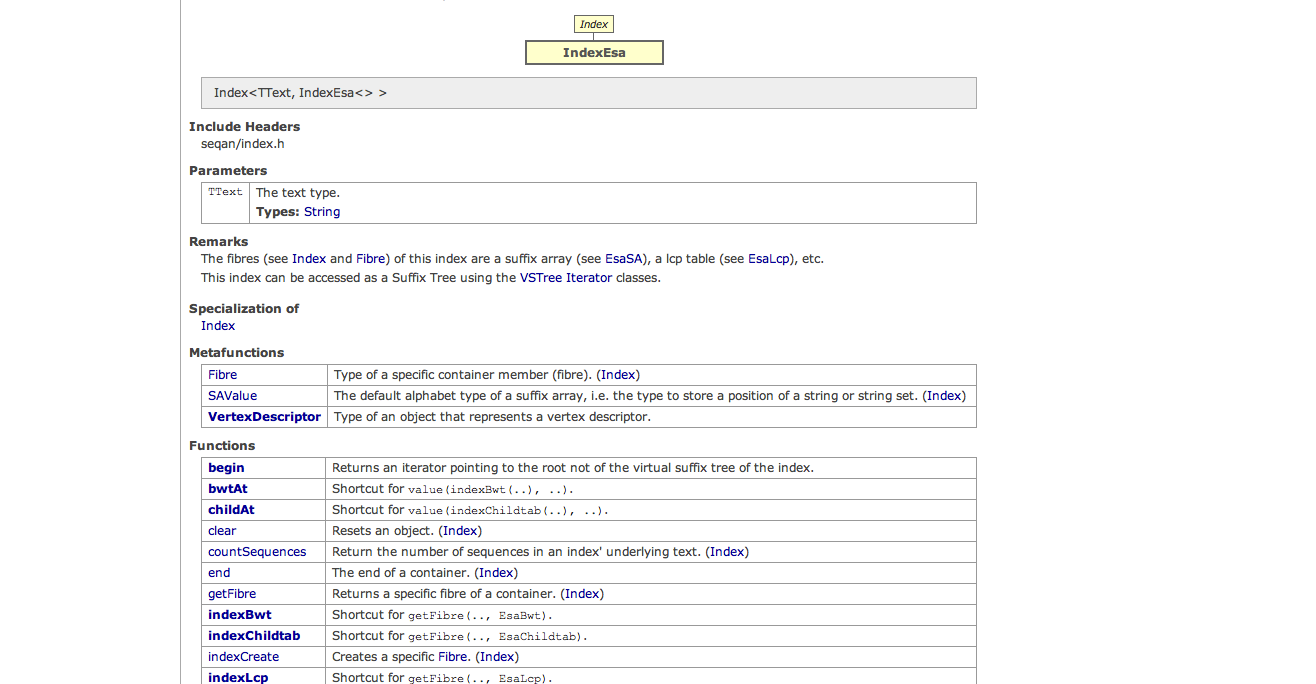 Index
IndexEsa
Index<TText, IndexEsa<> >
Include Headers
seqan/index.h
Parameters
TText The text type.
Types: String
Remarks
The fibres (see Index and Fibre) of this index are a suffix array (see EsaSA), a lcp table (see EsaLcp), etc.
This index can be accessed as a Suffix Tree using the VSTree Iterator classes.
Specialization of
Index
Metafunctions
Fibre Type of a specific container member (fibre). (Index)
SAValue The default alphabet type of a suffix array, i.e. the type to store a position of a string or string set. (Index)
VertexDescriptor Type of an object that represents a vertex descriptor.
Functions
begin Returns an iterator pointing to the root not of the virtual suffix tree of the index.
bwtAt Shortcut for value(indexBwt(..), ..).
childAt Shortcut for value(indexChildtab(..), ..).
clear Resets an object. (Index)
countSequences Return the number of sequences in an index' underlying text. (Index)
end The end of a container. (Index)
getFibre Returns a specific fibre of a container. (Index)
indexBwt Shortcut for getFibre(.., EsaBwt).
indexChildtab Shortcut for getFibre(.., EsaChildtab).
indexCreate Creates a specific Fibre. (Index)
indexLcp Shortcut for getFibre(.., EsaLcp).